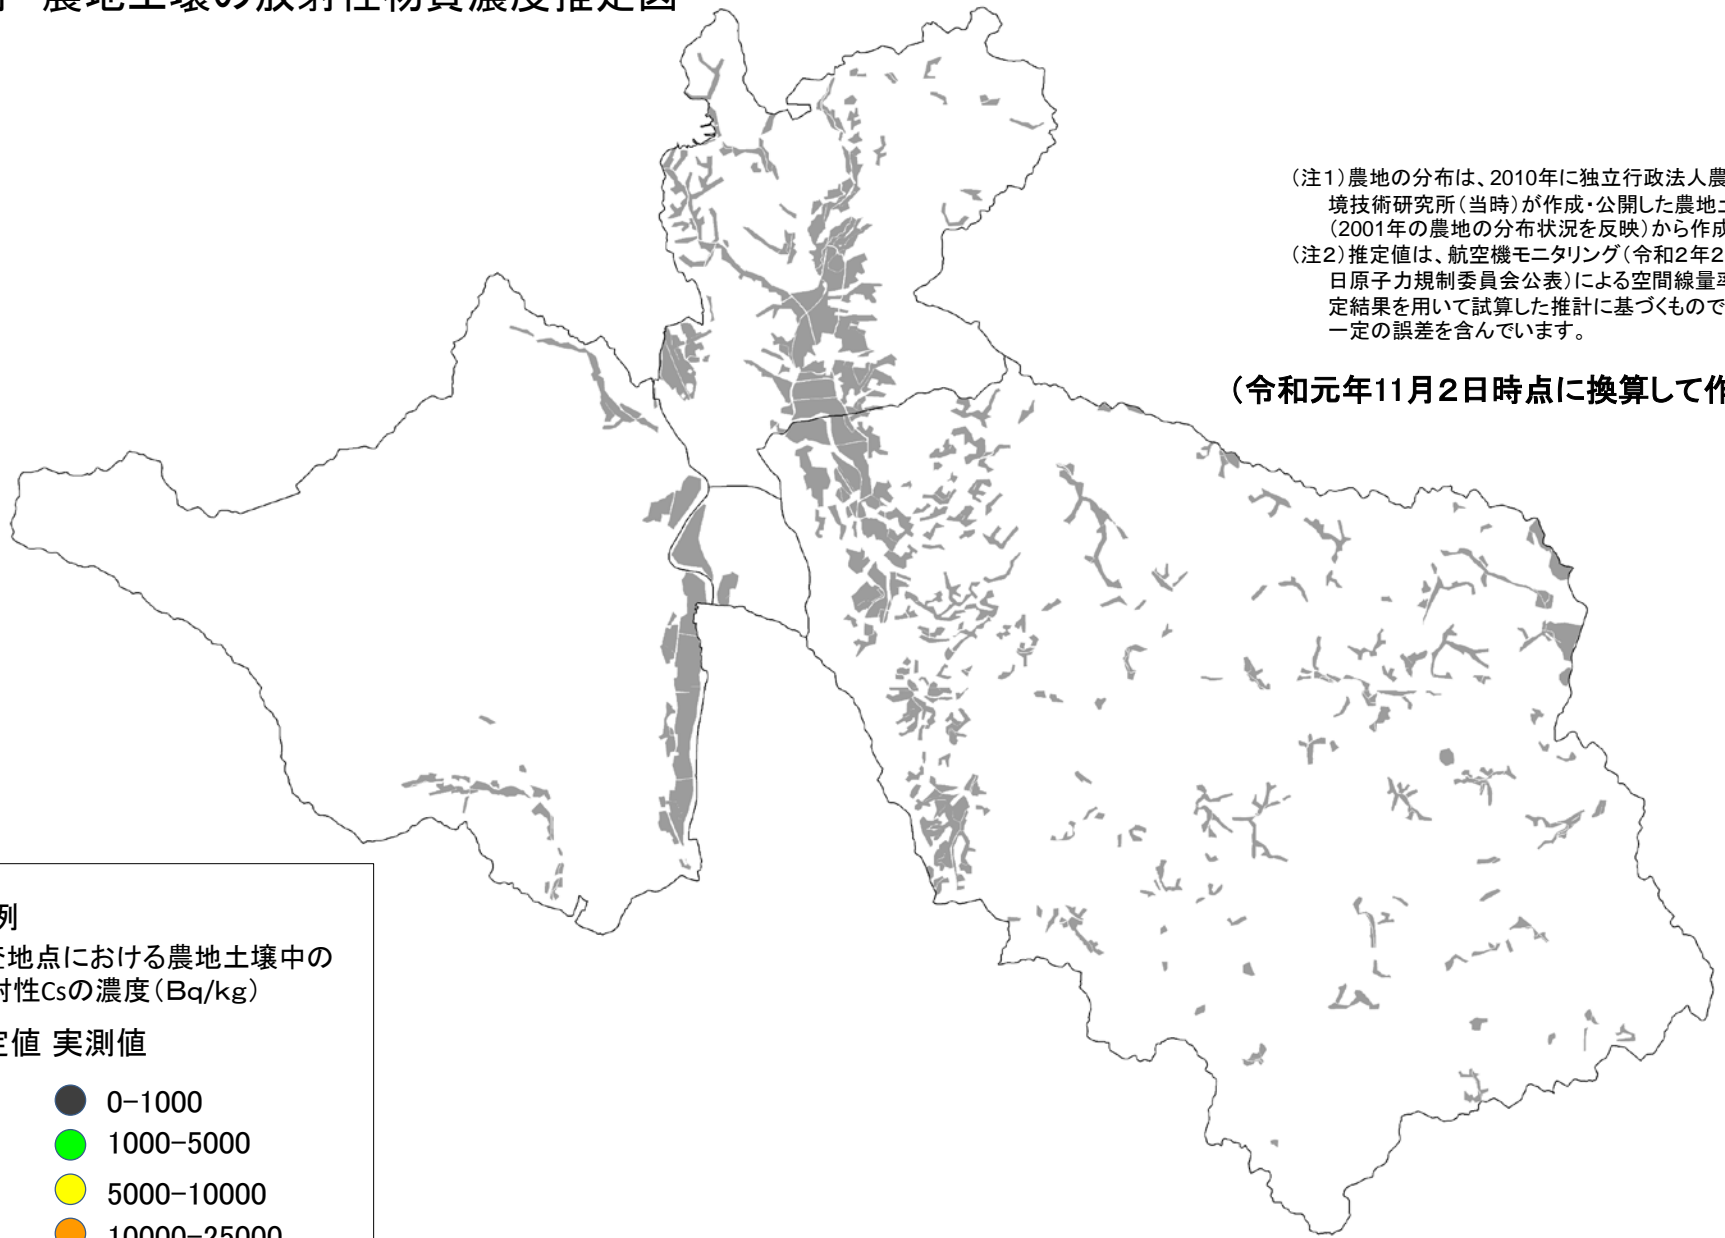 農地土壌の放射性物質濃度推定図
（注１）農地の分布は、2010年に独立行政法人農
境技術研究所（当時）が作成・公開した農地土
（2001年の農地の分布状況を反映）から作成
（注２）推定値は、航空機モニタリング（令和２年２
日原子力規制委員会公表）による空間線量率
定結果を用いて試算した推計に基づくもので
一定の誤差を含んでいます。
（令和元年11月２日時点に換算して作
例
地点における農地土壌中の
射性Csの濃度（Bq/kg）
定値 実測値
0-1000
1000-5000
5000-10000
10000-25000